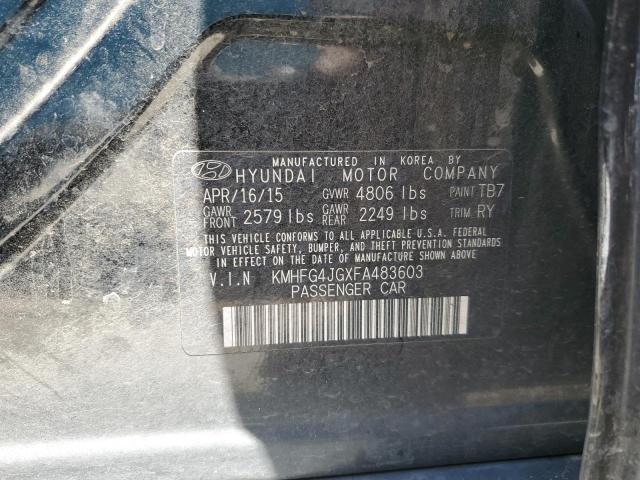 MANUFACTURED IN KOREA BY
HYUNDAI MOTOR COMPANY
APR/16/15 GVWR 4806 lbs PAINT TB7
GAWR FRONT 2579 lbs GAWR REAR 2249 lbs TRIM RY
THIS VEHICLE CONFORMS TO ALL APPLICABLE U.S.A. FEDERAL
MOTOR VEHICLE SAFETY, BUMPER, AND THEFT PREVENTION STANDARDS
IN EFFECT ON THE DATE OF MANUFACTURE SHOWN ABOVE
V.I.N KMHFG4JGXFA483603
PASSENGER CAR